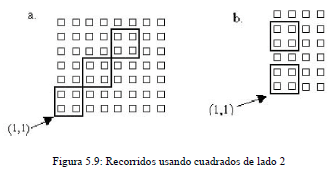 a.
b.
(1,1)
(1,1)
Figura 5.9: Recorridos usando cuadrados de lado 2